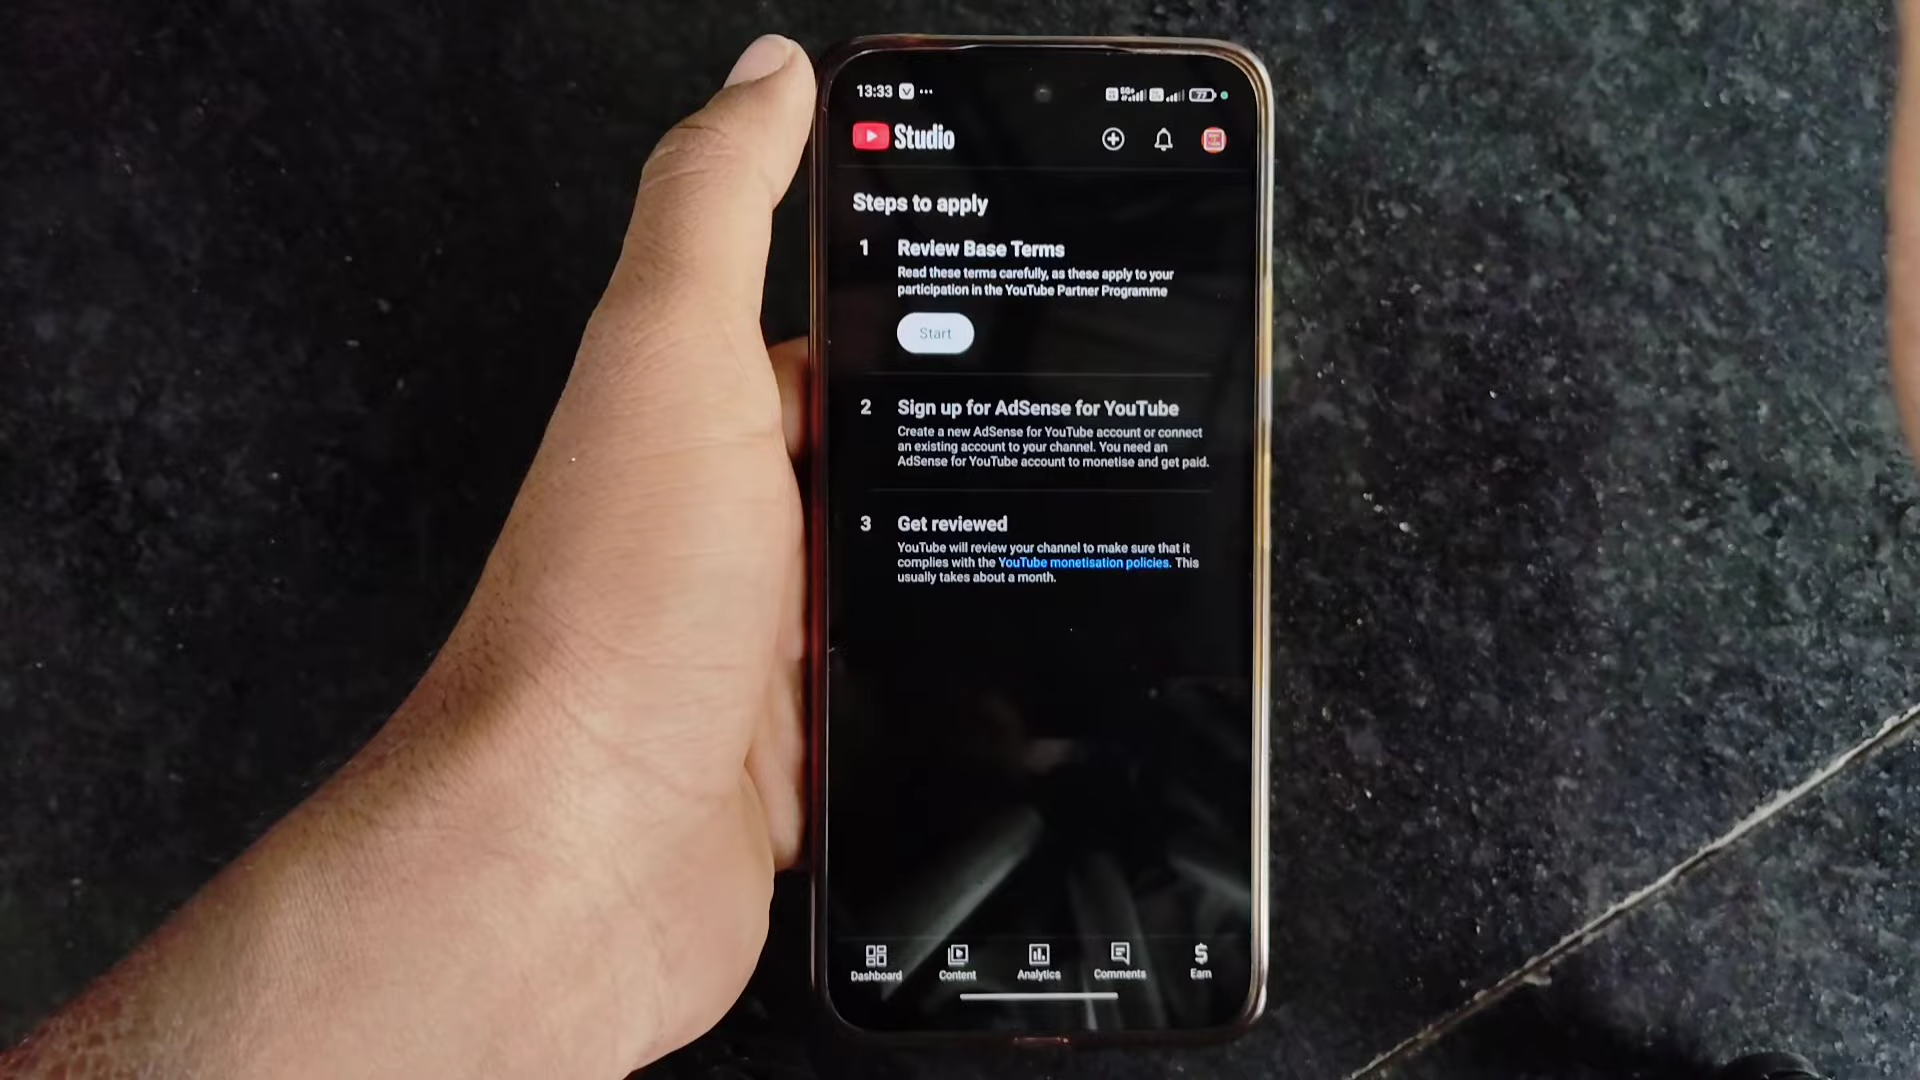 13:33
Studio
Steps to apply
1 Review Base Terms
Read these terms carefully, as these apply to your
participation in the YouTube Partner Programme
Start
2 Sign up for AdSense for YouTube
Create a new AdSense for YouTube account or connect
an existing account to your channel. You need an
AdSense for YouTube account to monetise and get paid.
3 Get reviewed
YouTube will review your channel to make sure that it
complies with the YouTube monetisation policies. This
usually takes about a month.
Dashboard Content Analytics Comments Earn